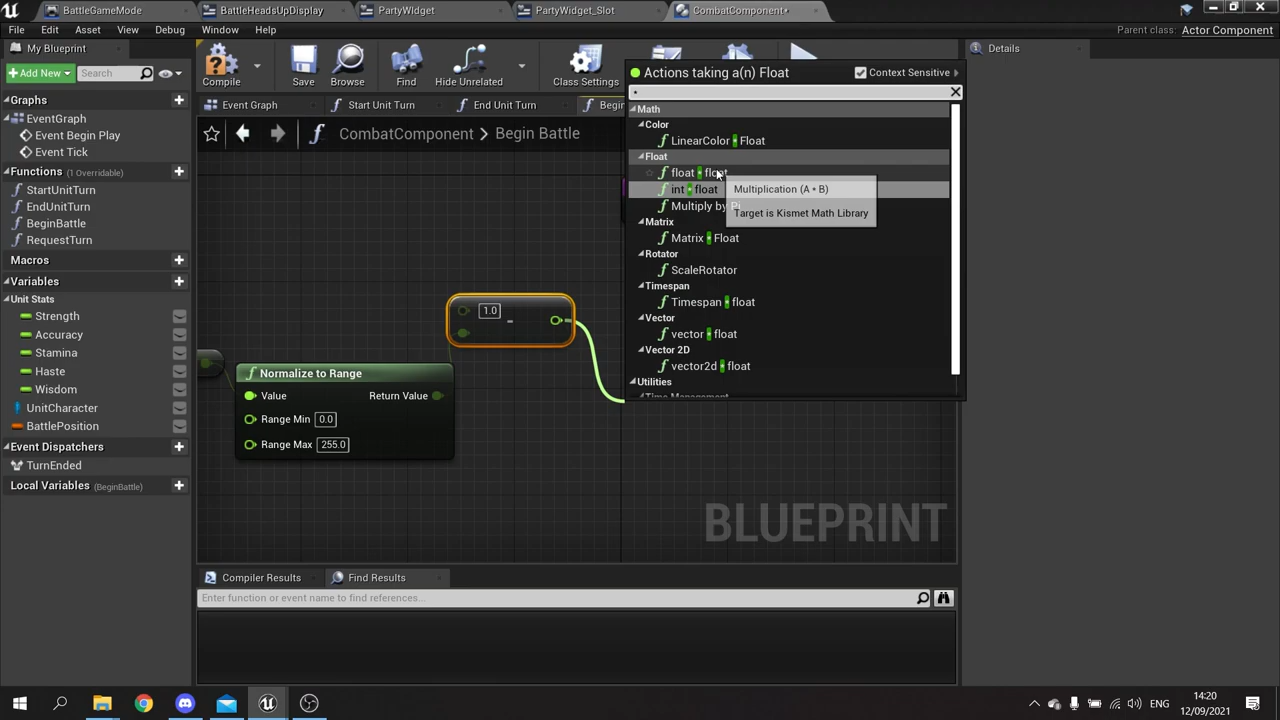 BattleGameMode
BattleHeadsUpDisplay
PartyWIdget
PartyWidget_Slot
CombatComponent*
File Edit Asset View Debug Window Help
Parent class: Actor Component
My Blueprint
+Add New
Search
Compile
Save
Browse
Find
Hide Unrelated
Class Settings
Details
Actions taking a(n) Float
Context Sensitive
*
Graphs
EventGraph
Event Begin Play
Event Tick
Functions (1 Overridable)
StartUnitTurn
EndUnitTurn
BeginBattle
RequestTurn
Macros
Variables
Unit Stats
Strength
Accuracy
Stamina
Haste
Wisdom
UnitCharacter
BattlePosition
Event Dispatchers
TurnEnded
Local Variables (BeginBattle)
Event Graph
Start Unit Turn
End Unit Turn
CombatComponent > Begin Battle
Math
Color
LinearColor * Float
Float
float * float
int * float
Multiply by Pi
Multiplication (A * B)
Target is Kismet Math Library
Matrix
Matrix * Float
Rotator
ScaleRotator
Timespan
Timespan * float
Vector
vector * float
Vector 2D
vector2d * float
Utilities
1.0
-
Normalize to Range
Value
Return Value
Range Min 0.0
Range Max 255.0
BLUEPRINT
Compiler Results
Find Results
Enter function or event name to find references...
ENG
14:20
12/09/2021